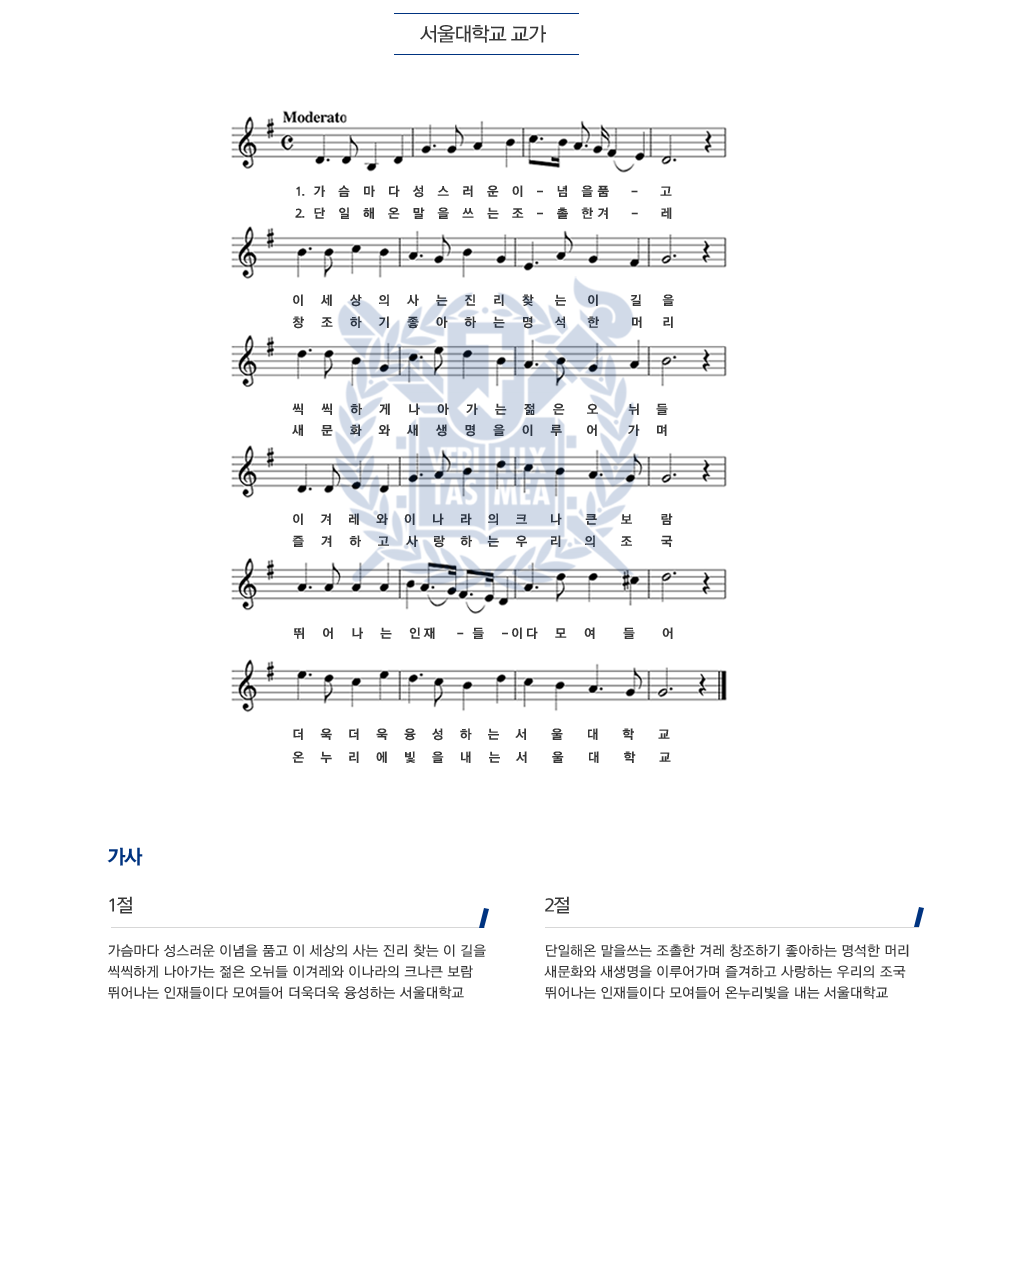 서울대학교 교가
Moderato
1. 가 슴 마 다 성 스 러 운 이 - 념 을 품 - 고
2. 단 일 해 온 말 을 쓰 는 조 - 촐 한 겨 - 레
이 세 상 의 사 는 진 리 찾 는 이 길 을
창 조 하 기 좋 아 하 는 명 석 한 머 리
씩 씩 하 게 나 아 가 는 젊 은 오 뉘 들
새 문 화 와 새 생 명 을 이 루 어 가 며
VERI LUX
TAS MEA
이 겨 레 와 이 나 라 의 크 나 큰 보 람
즐 겨 하 고 사 랑 하 는 우 리 의 조 국
뛰 어 나 는 인 재 - 들 - 이 다 모 여 들 어
더 욱 더 욱 융 성 하 는 서 울 대 학 교
온 누 리 에 빛 을 내 는 서 울 대 학 교
가사
1절
가슴마다 성스러운 이념을 품고 이 세상의 사는 진리 찾는 이 길을
씩씩하게 나아가는 젊은 오뉘들 이겨레와 이나라의 크나큰 보람
뛰어나는 인재들이다 모여들어 더욱더욱 융성하는 서울대학교
2절
단일해온 말을쓰는 조촐한 겨레 창조하기 좋아하는 명석한 머리
새문화와 새생명을 이루어가며 즐겨하고 사랑하는 우리의 조국
뛰어나는 인재들이다 모여들어 온누리빛을 내는 서울대학교